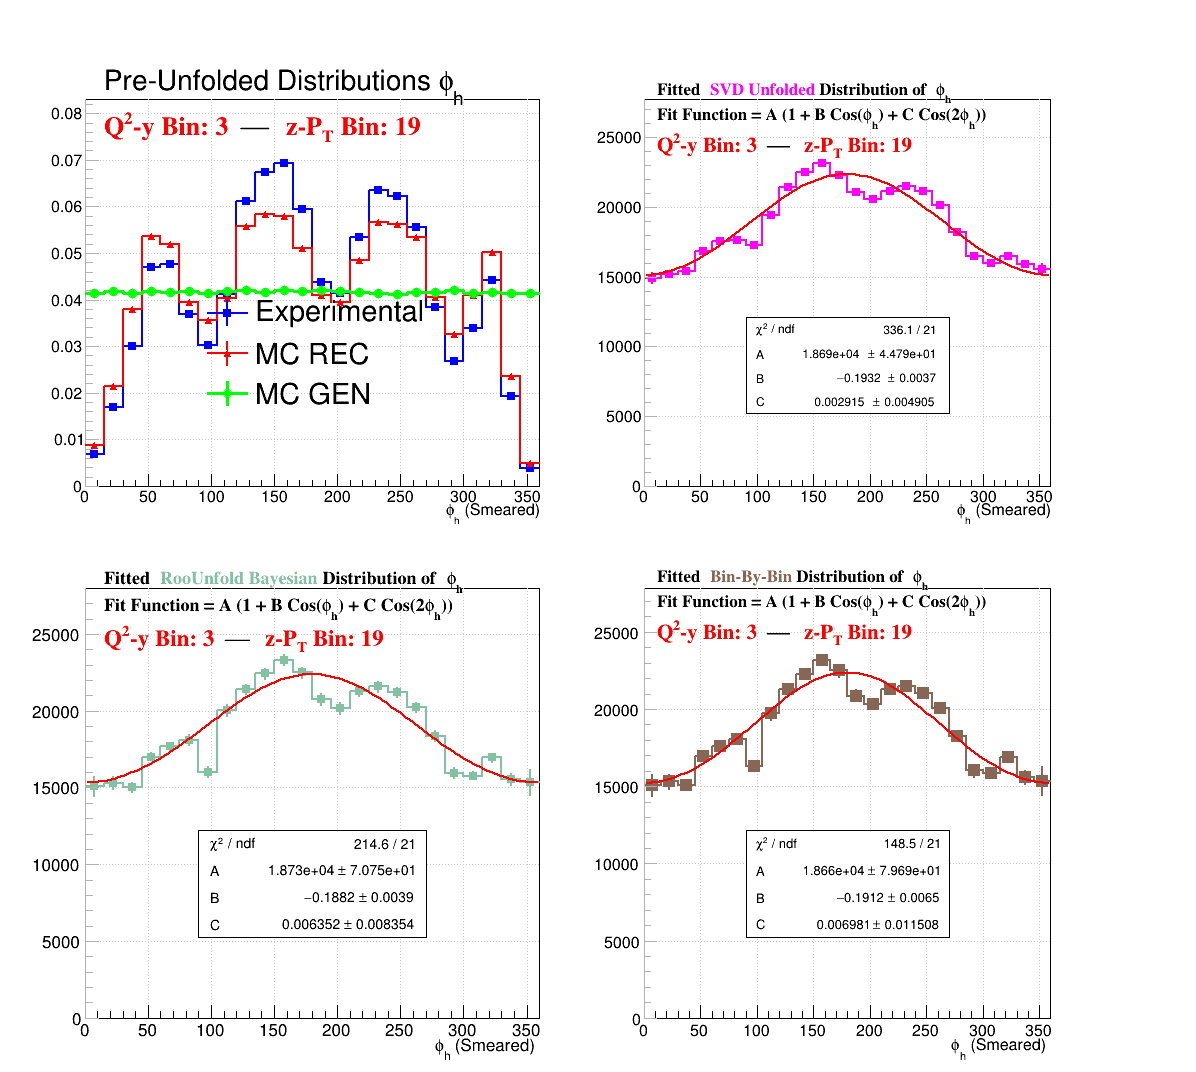 Pre-Unfolded Distributions ϕh
Q2-y Bin: 3 — z-PT Bin: 19
0.08
0.07
0.06
0.05
0.04
0.03
0.02
0.01
0
Experimental
MC REC
MC GEN
0 50 100 150 200 250 300 350
ϕh (Smeared)
Fitted SVD Unfolded Distribution of ϕh
Fit Function = A (1 + B Cos(ϕh) + C Cos(2ϕh))
Q2-y Bin: 3 — z-PT Bin: 19
25000
20000
15000
10000
5000
0
χ2 / ndf 336.1 / 21
A 1.869e+04 ± 4.479e+01
B −0.1932 ± 0.0037
C 0.002915 ± 0.004905
0 50 100 150 200 250 300 350
ϕh (Smeared)
Fitted RooUnfold Bayesian Distribution of ϕh
Fit Function = A (1 + B Cos(ϕh) + C Cos(2ϕh))
Q2-y Bin: 3 — z-PT Bin: 19
25000
20000
15000
10000
5000
0
χ2 / ndf 214.6 / 21
A 1.873e+04 ± 7.075e+01
B −0.1882 ± 0.0039
C 0.006352 ± 0.008354
0 50 100 150 200 250 300 350
ϕh (Smeared)
Fitted Bin-By-Bin Distribution of ϕh
Fit Function = A (1 + B Cos(ϕh) + C Cos(2ϕh))
Q2-y Bin: 3 — z-PT Bin: 19
25000
20000
15000
10000
5000
0
χ2 / ndf 148.5 / 21
A 1.866e+04 ± 7.969e+01
B −0.1912 ± 0.0065
C 0.006981 ± 0.011508
0 50 100 150 200 250 300 350
ϕh (Smeared)